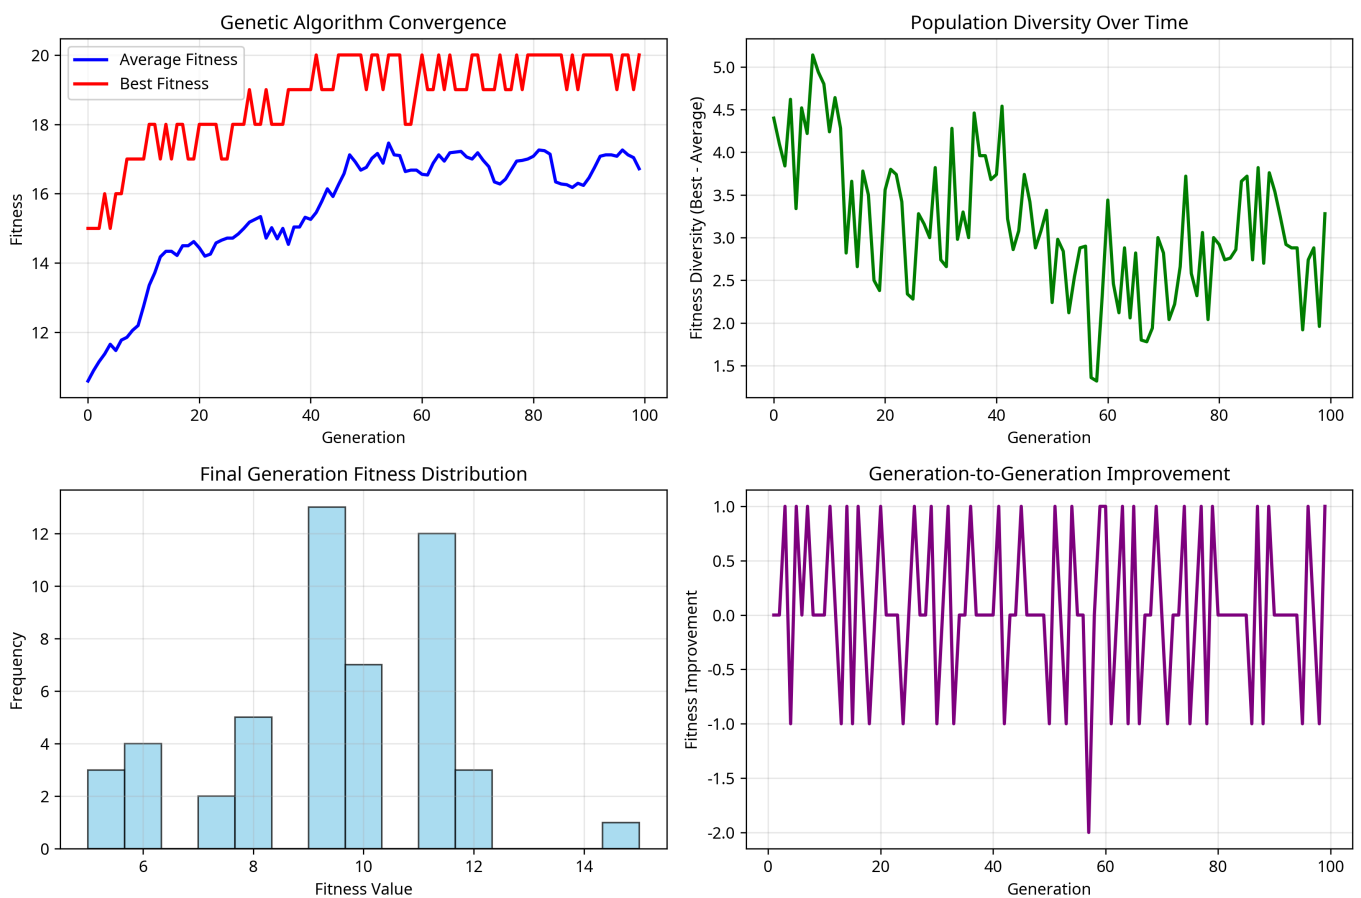 Genetic Algorithm Convergence
Average Fitness
Best Fitness
20
18
16
14
12
Fitness
0 20 40 60 80 100
Generation
Population Diversity Over Time
5.0
4.5
4.0
3.5
3.0
2.5
2.0
1.5
Fitness Diversity (Best - Average)
0 20 40 60 80 100
Generation
Final Generation Fitness Distribution
12
10
8
6
4
2
0
Frequency
6 8 10 12 14
Fitness Value
Generation-to-Generation Improvement
1.0
0.5
0.0
-0.5
-1.0
-1.5
-2.0
Fitness Improvement
0 20 40 60 80 100
Generation